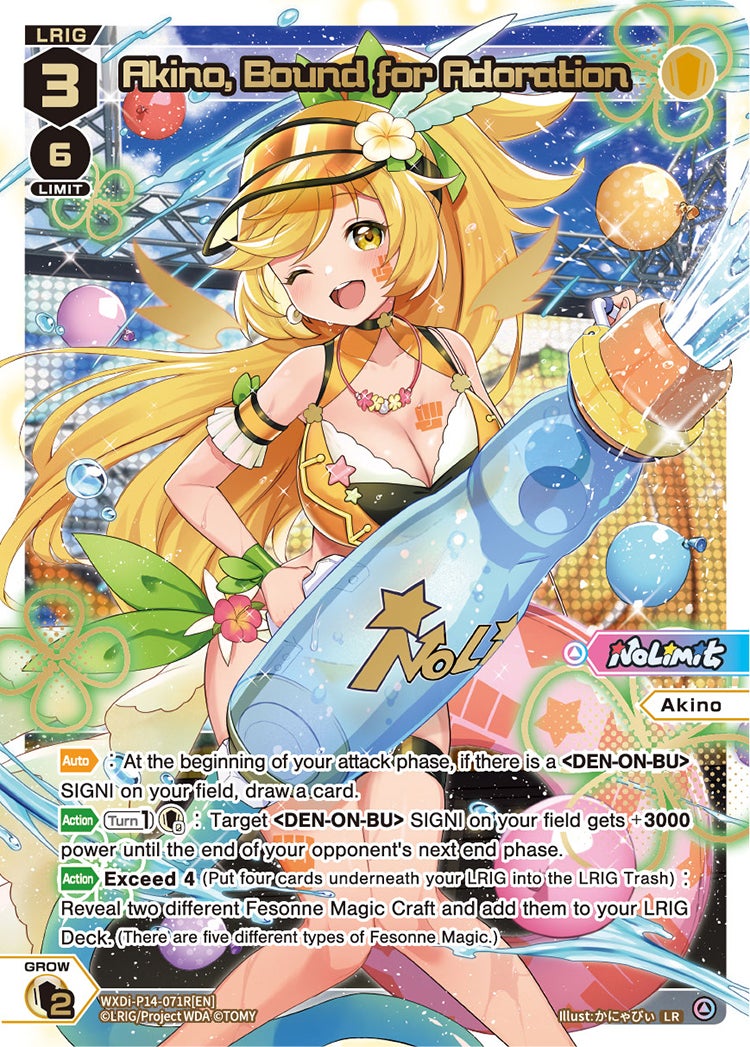 LRIG
3
Akino, Bound for Adoration
6
LIMIT
NoLi
NoLimit
Akino
Auto : At the beginning of your attack phase, if there is a <DEN-ON-BU>
SIGNI on your field, draw a card.
Action Turn 1 0 : Target <DEN-ON-BU> SIGNI on your field gets +3000
power until the end of your opponent's next end phase.
Action Exceed 4 (Put four cards underneath your LRIG into the LRIG Trash) :
Reveal two different Fesonne Magic Craft and add them to your LRIG
Deck. (There are five different types of Fesonne Magic.)
GROW
2
WXDi-P14-071R[EN]
©LRIG/Project WDA ©TOMY
Illust:かにゃぴい LR